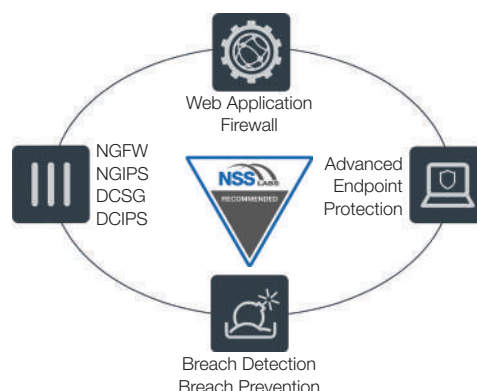 Web Application
Firewall
NGFW
NGIPS
DCSG
DCIPS
NSS LABS
RECOMMENDED
Advanced
Endpoint
Protection
Breach Detection
Breach Prevention